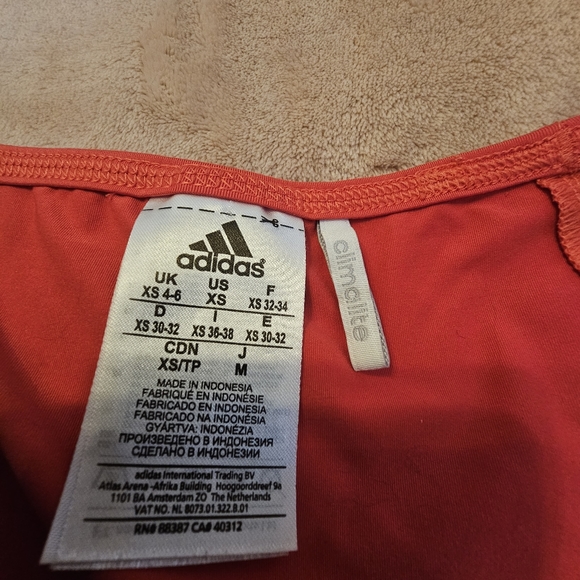 adidas®
UK US F
XS 4-6 XS XS 32-34
D I E
XS 30-32 XS 36-38 XS 30-32
CDN J
XS/TP M
MADE IN INDONESIA
FABRIQUÉ EN INDONÉSIE
FABRICADO EN INDONESIA
FABRICADO NA INDONÉSIA
GYÁRTVA: INDONÉZIA
ПРОИЗВЕДЕНО В ИНДОНЕЗИЯ
СДЕЛАНО В ИНДОНЕЗИИ
adidas International Trading BV
Atlas Arena -Afrika Building Hoogoorddreef 9a
1101 BA Amsterdam ZO The Netherlands
VAT NO. NL 8073.01.322.B.01
RN# 88387 CA# 40312
climalite